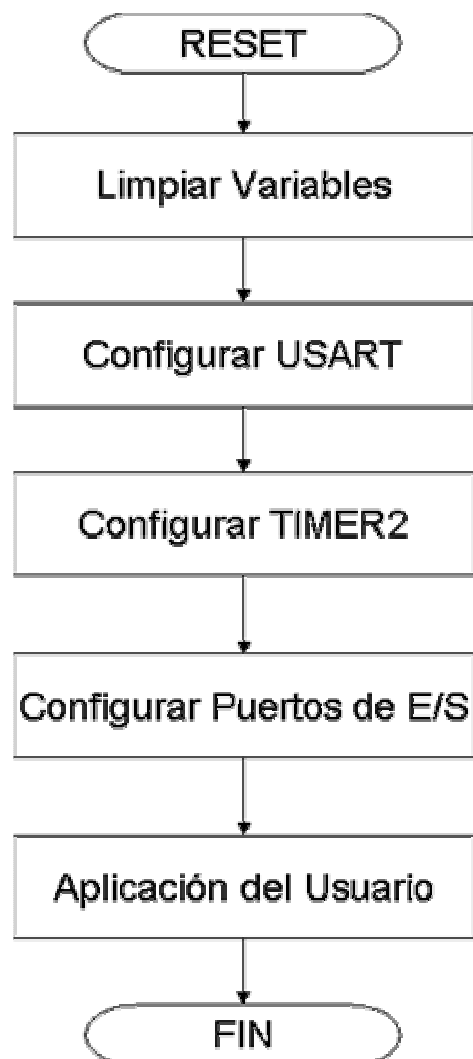 RESET
Limpiar Variables
Configurar USART
Configurar TIMER2
Configurar Puertos de E/S
Aplicación del Usuario
FIN